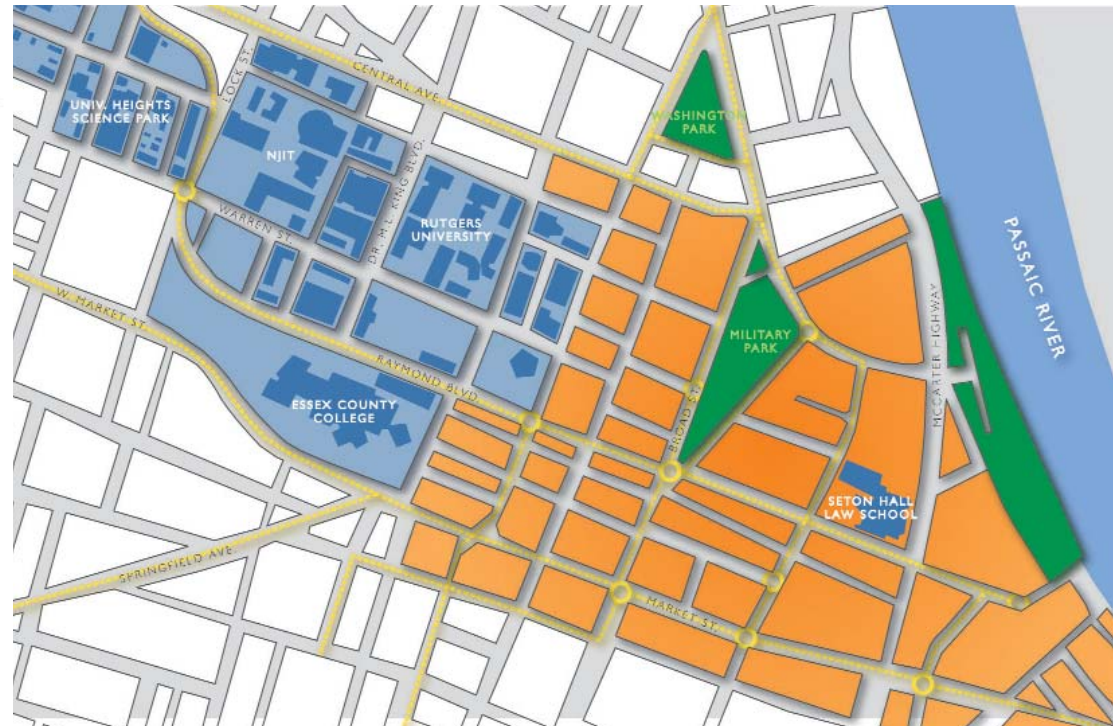 CENTRAL AVE.
LOCK ST.
UNIV. HEIGHTS
SCIENCE PARK
WASHINGTON
PARK
NJIT
DR. M.L. KING BLVD.
RUTGERS
UNIVERSITY
WARREN ST.
PASSAIC RIVER
W. MARKET ST.
MILITARY
PARK
MCCARTER HIGHWAY
RAYMOND BLVD.
ESSEX COUNTY
COLLEGE
BROAD ST.
SETON HALL
LAW SCHOOL
SPRINGFIELD AVE.
MARKET ST.